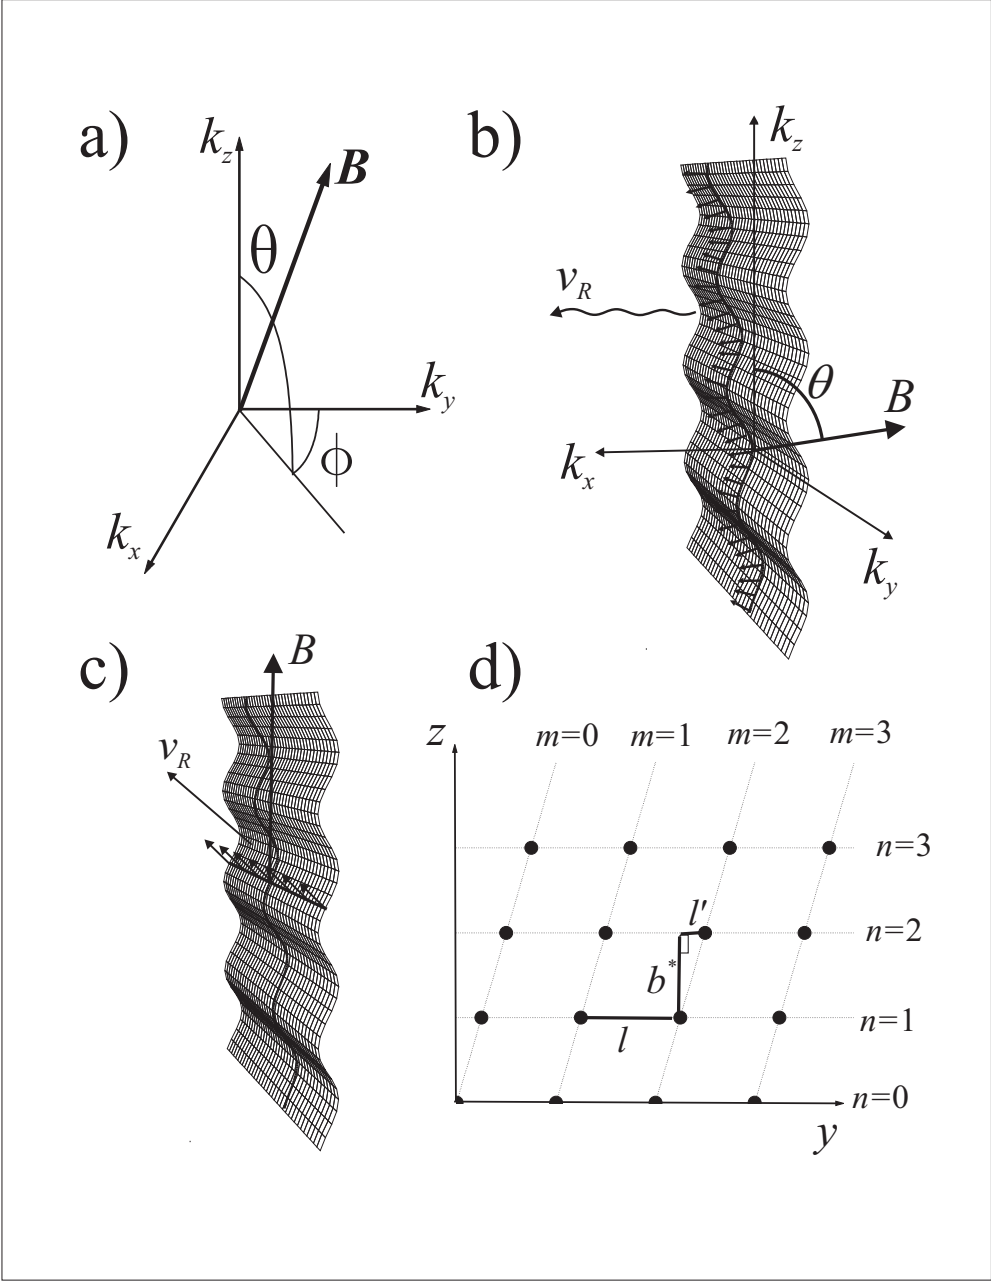 a)
k_z
B
θ
k_y
ϕ
k_x
b)
k_z
v_R
θ
B
k_x
k_y
c)
B
v_R
d)
z
m=0 m=1 m=2 m=3
n=3
l'
n=2
b*
n=1
l
n=0
y